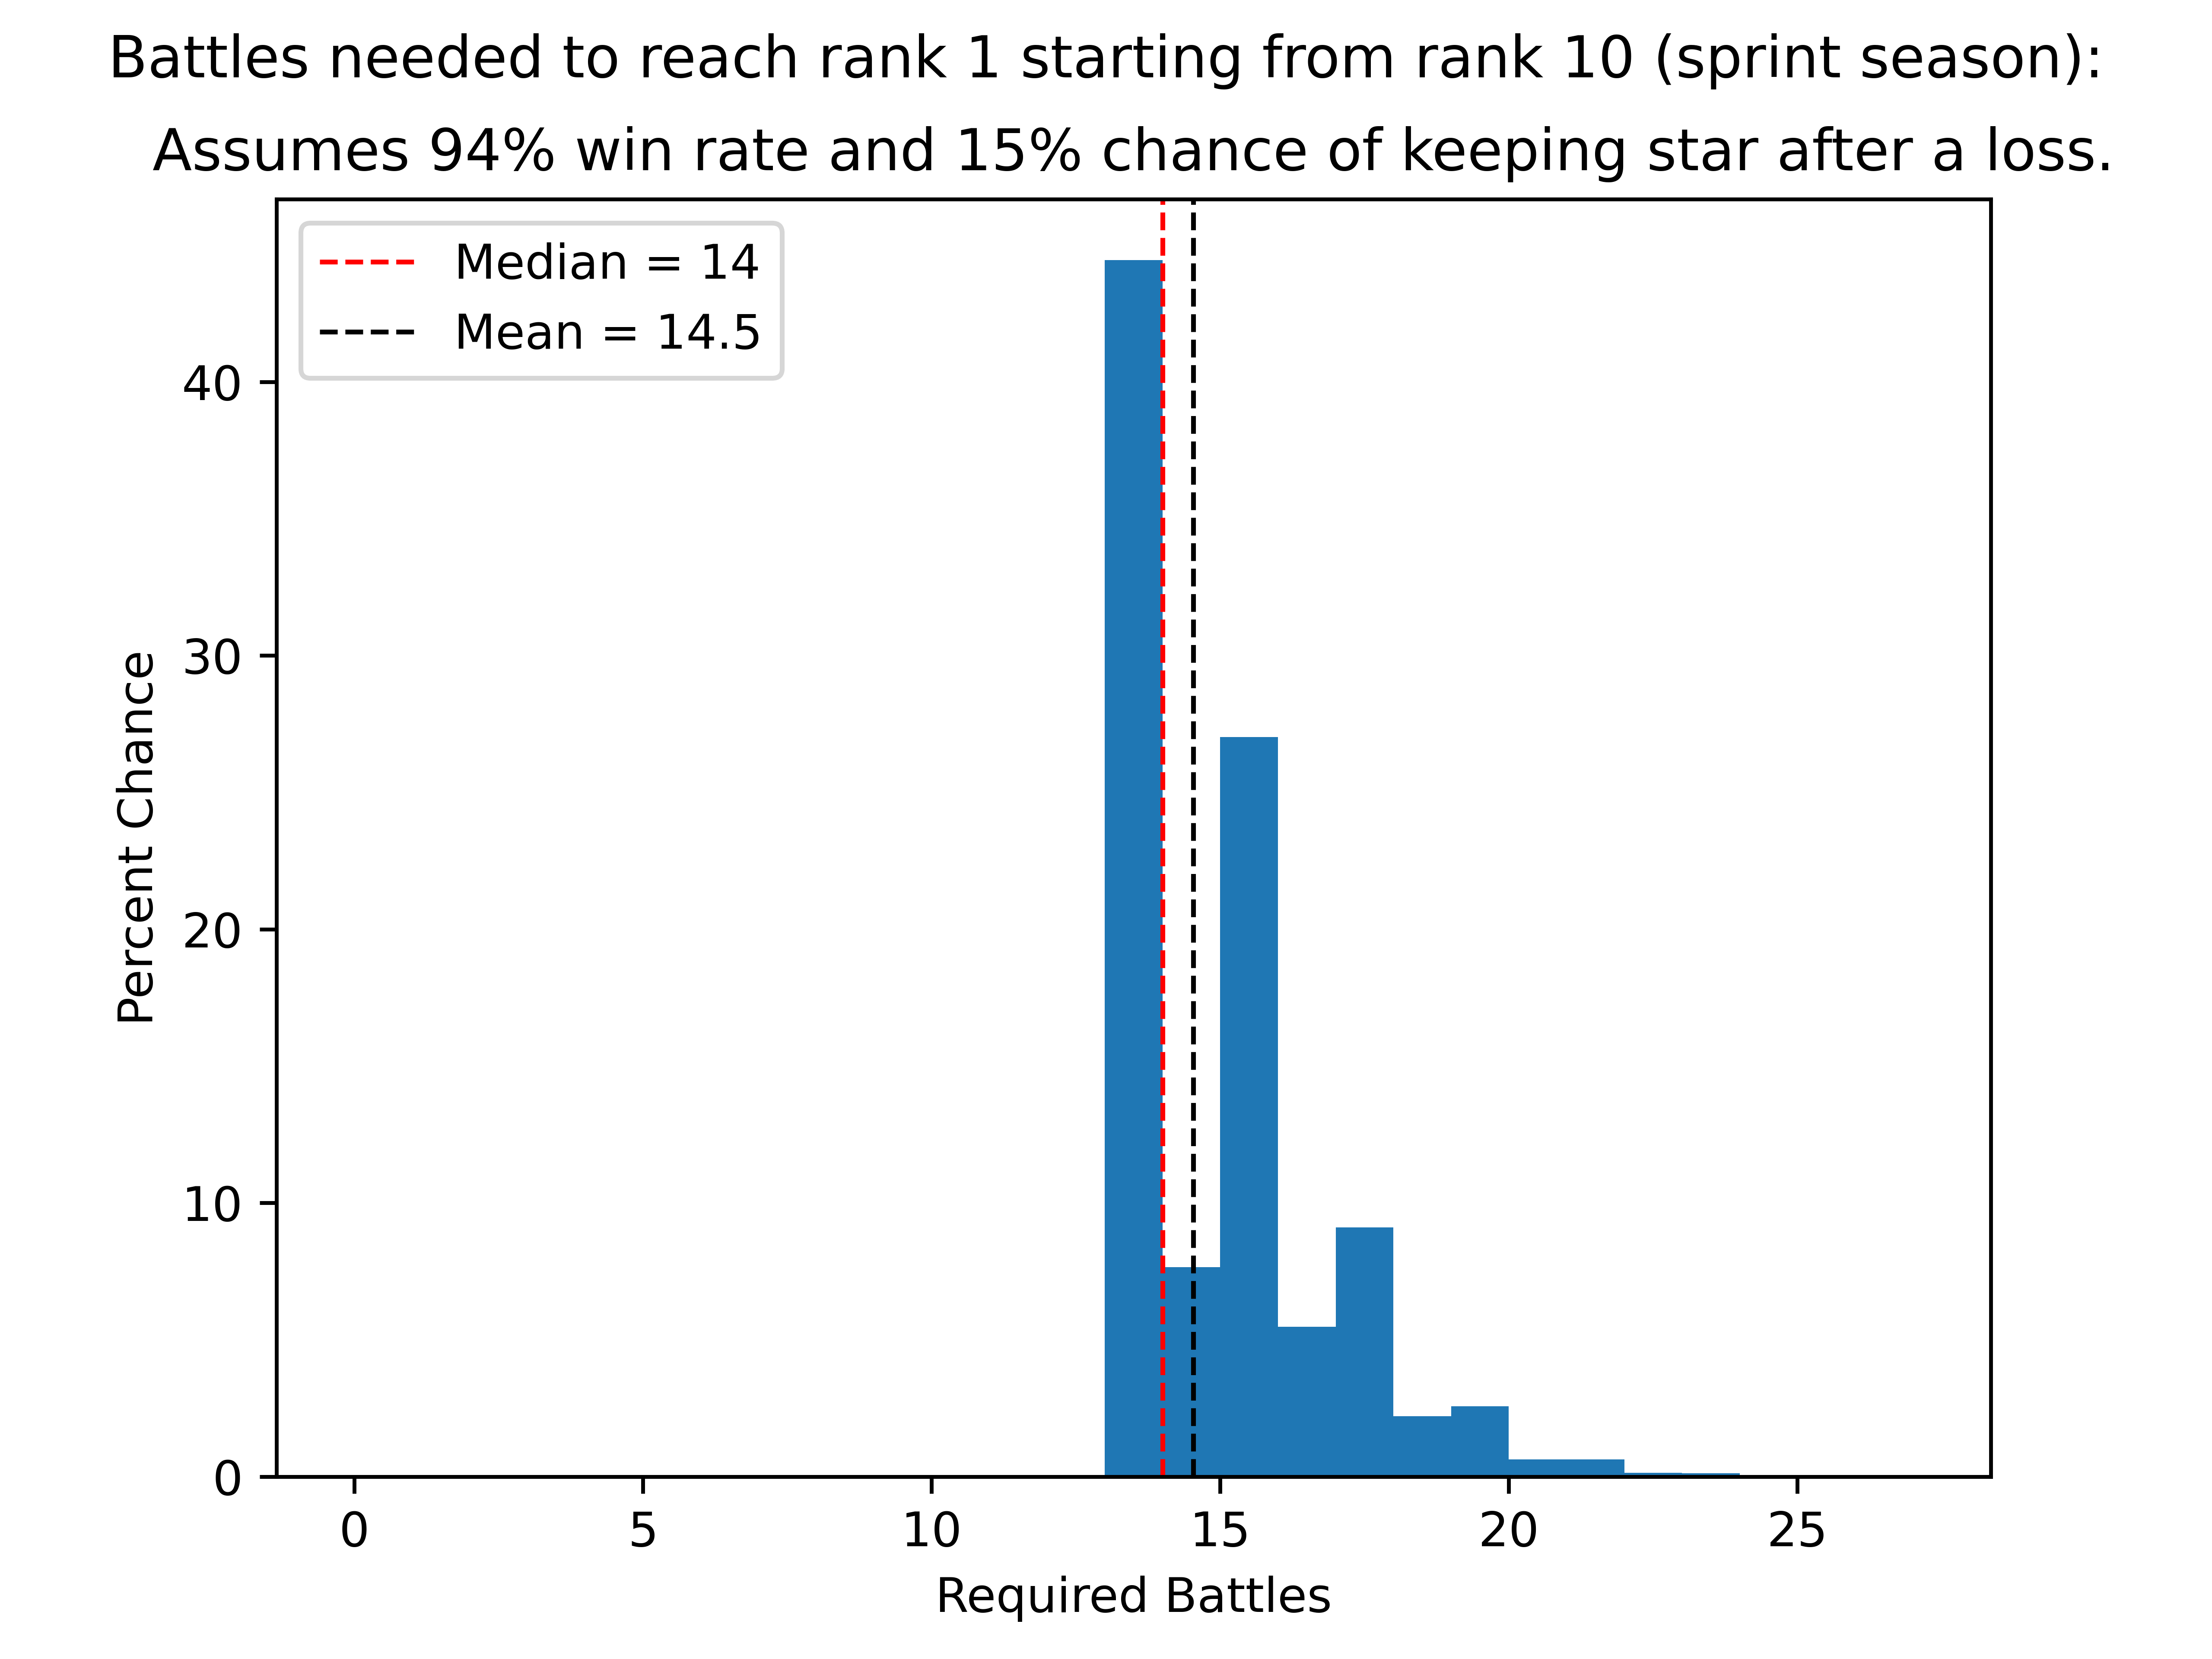 Battles needed to reach rank 1 starting from rank 10 (sprint season):
Assumes 94% win rate and 15% chance of keeping star after a loss.
Median = 14
Mean = 14.5
Percent Chance
40
30
20
10
0
0 5 10 15 20 25
Required Battles